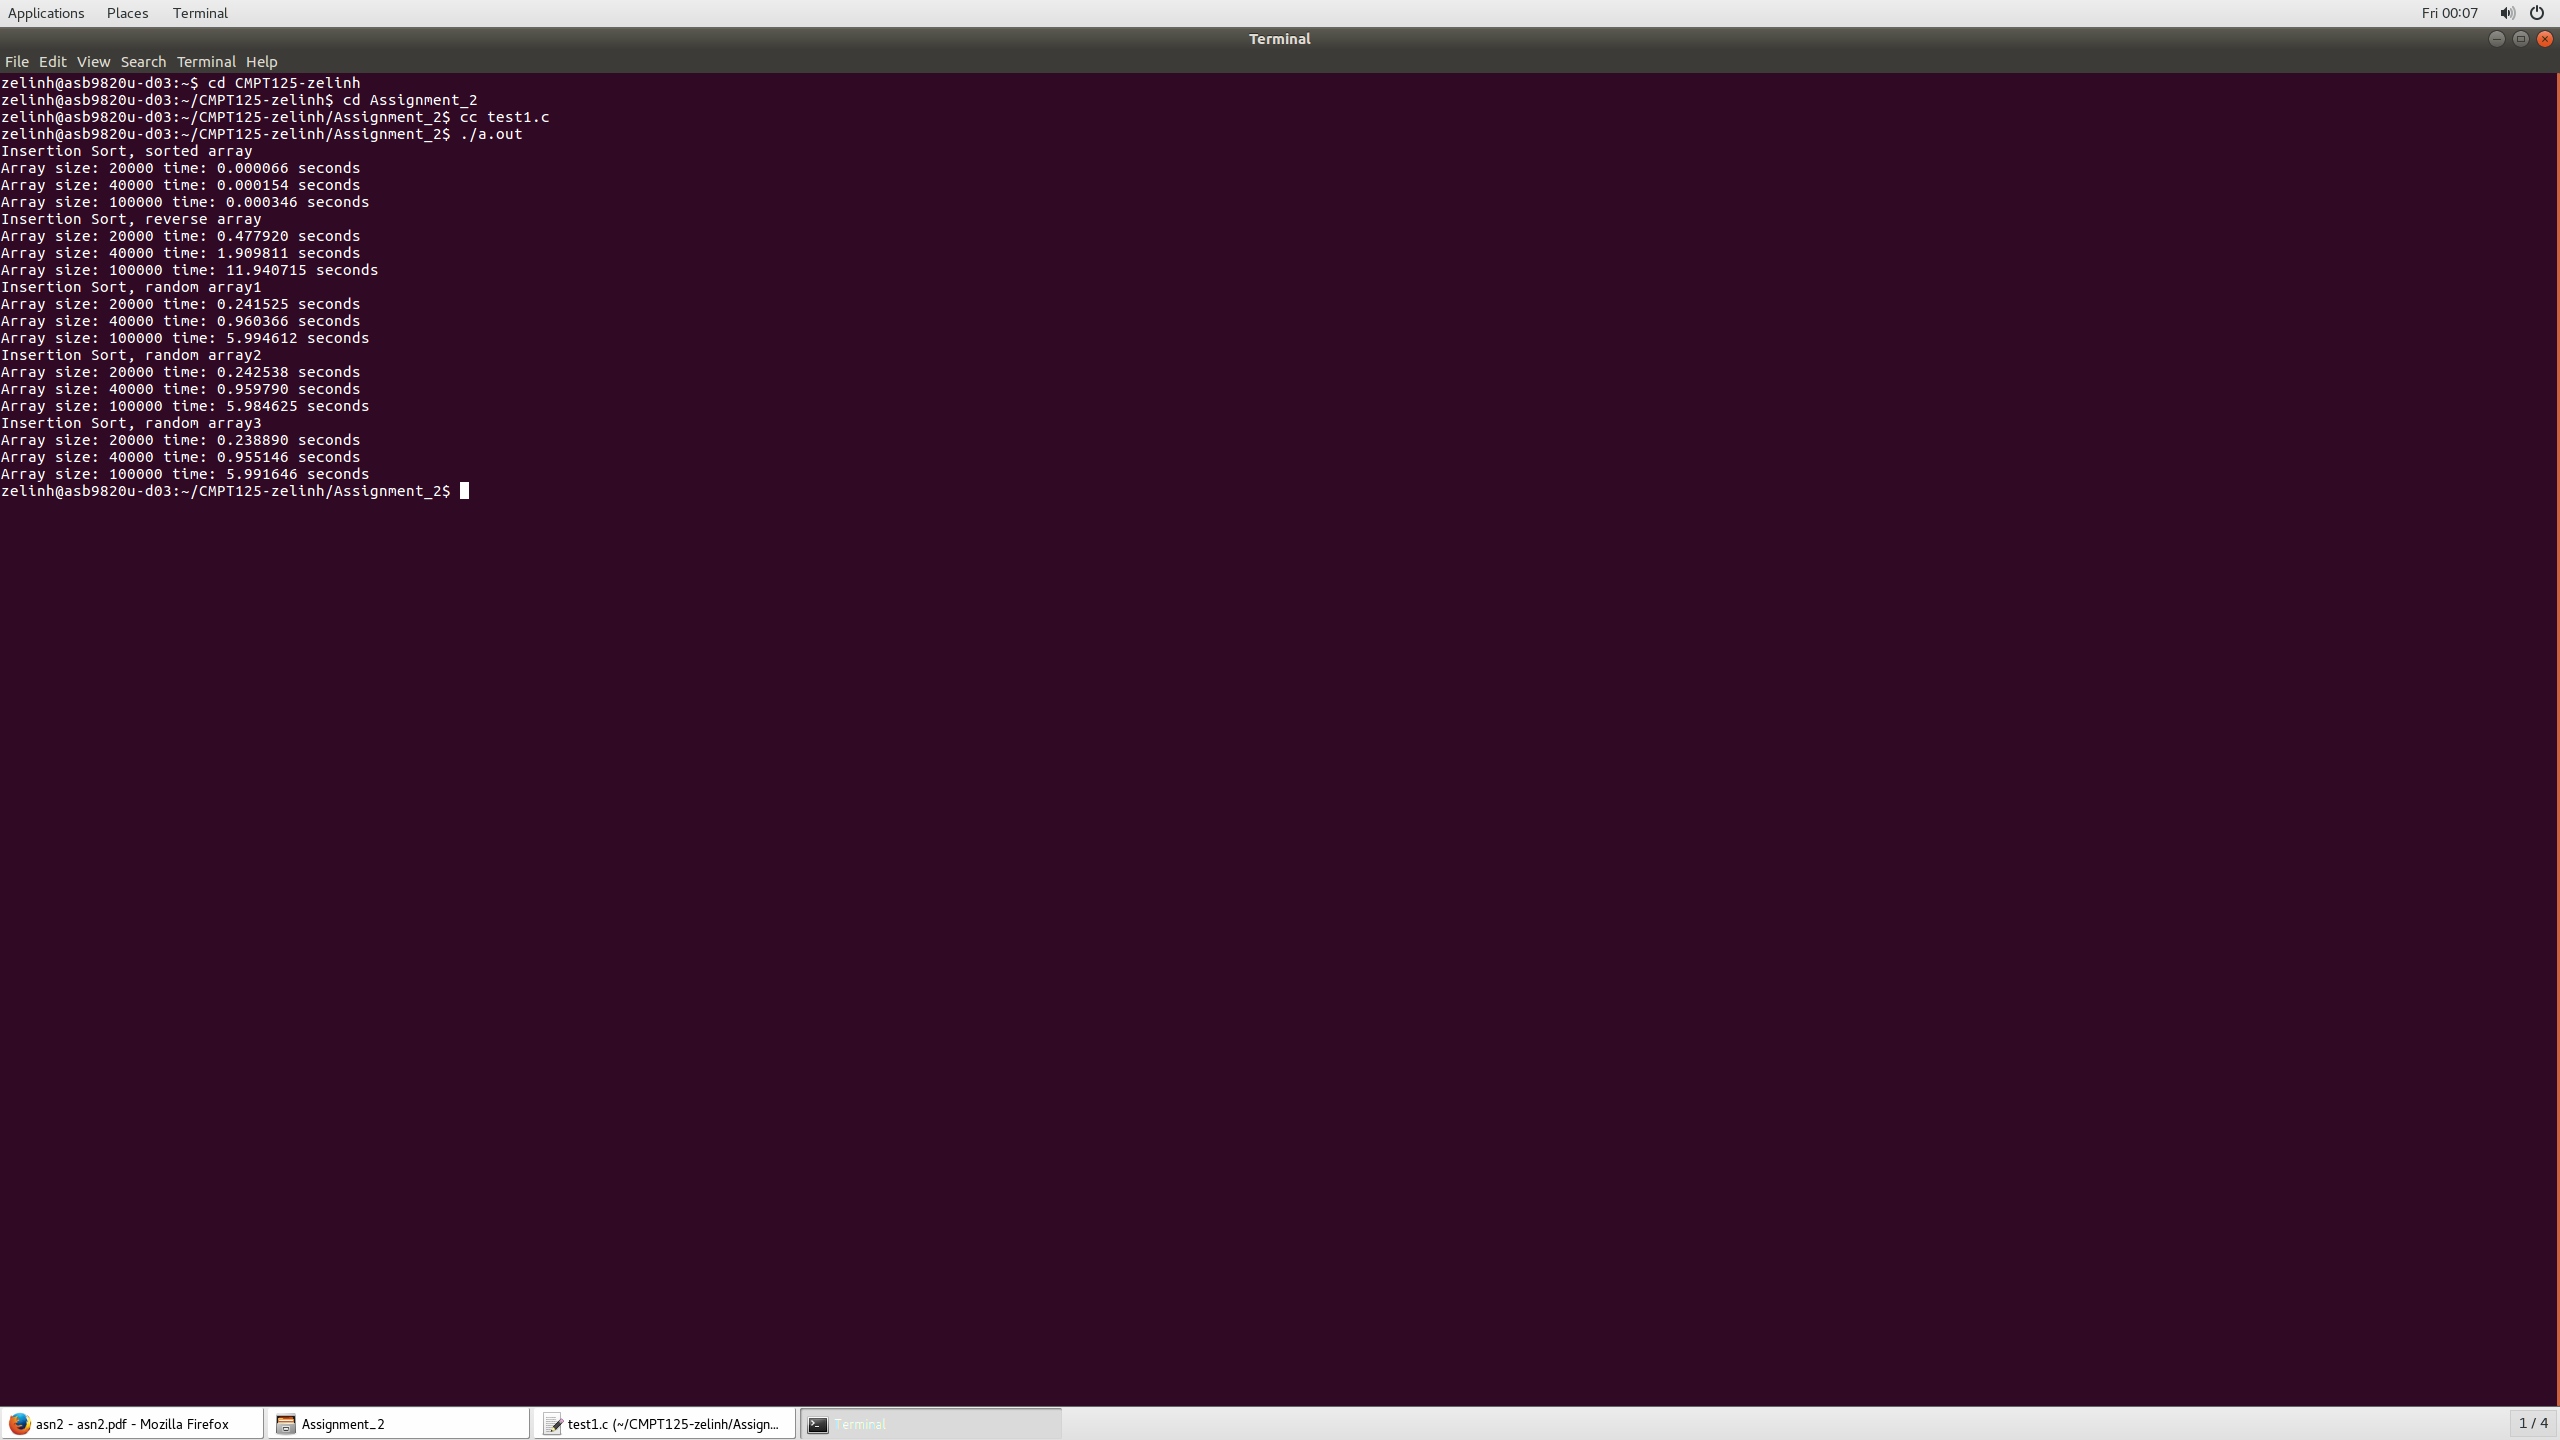 Applications Places Terminal Fri 00:07
Terminal
File Edit View Search Terminal Help
zelinh@asb9820u-d03:~$ cd CMPT125-zelinh
zelinh@asb9820u-d03:~/CMPT125-zelinh$ cd Assignment_2
zelinh@asb9820u-d03:~/CMPT125-zelinh/Assignment_2$ cc test1.c
zelinh@asb9820u-d03:~/CMPT125-zelinh/Assignment_2$ ./a.out
Insertion Sort, sorted array
Array size: 20000 time: 0.000066 seconds
Array size: 40000 time: 0.000154 seconds
Array size: 100000 time: 0.000346 seconds
Insertion Sort, reverse array
Array size: 20000 time: 0.477920 seconds
Array size: 40000 time: 1.909811 seconds
Array size: 100000 time: 11.940715 seconds
Insertion Sort, random array1
Array size: 20000 time: 0.241525 seconds
Array size: 40000 time: 0.960366 seconds
Array size: 100000 time: 5.994612 seconds
Insertion Sort, random array2
Array size: 20000 time: 0.242538 seconds
Array size: 40000 time: 0.959790 seconds
Array size: 100000 time: 5.984625 seconds
Insertion Sort, random array3
Array size: 20000 time: 0.238890 seconds
Array size: 40000 time: 0.955146 seconds
Array size: 100000 time: 5.991646 seconds
zelinh@asb9820u-d03:~/CMPT125-zelinh/Assignment_2$
asn2 - asn2.pdf - Mozilla Firefox Assignment_2 test1.c (~/CMPT125-zelinh/Assign... Terminal 1 / 4